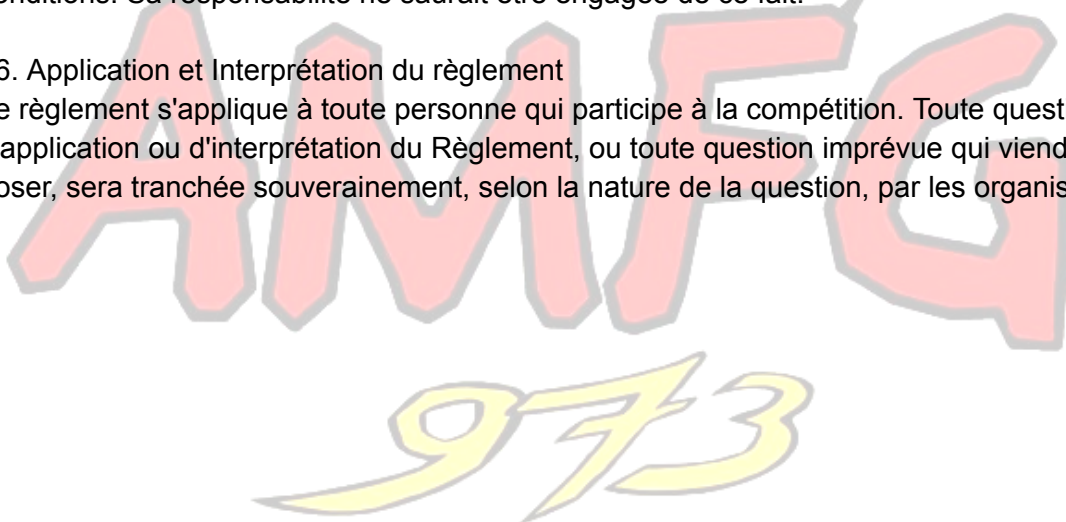 onditions. Sa responsabilité ne saurait être engagée de ce fait.
6. Application et Interprétation du règlement
e règlement s'applique à toute personne qui participe à la compétition. Toute quest
application ou d'interprétation du Règlement, ou toute question imprévue qui viend
oser, sera tranchée souverainement, selon la nature de la question, par les organis
AMFG
973